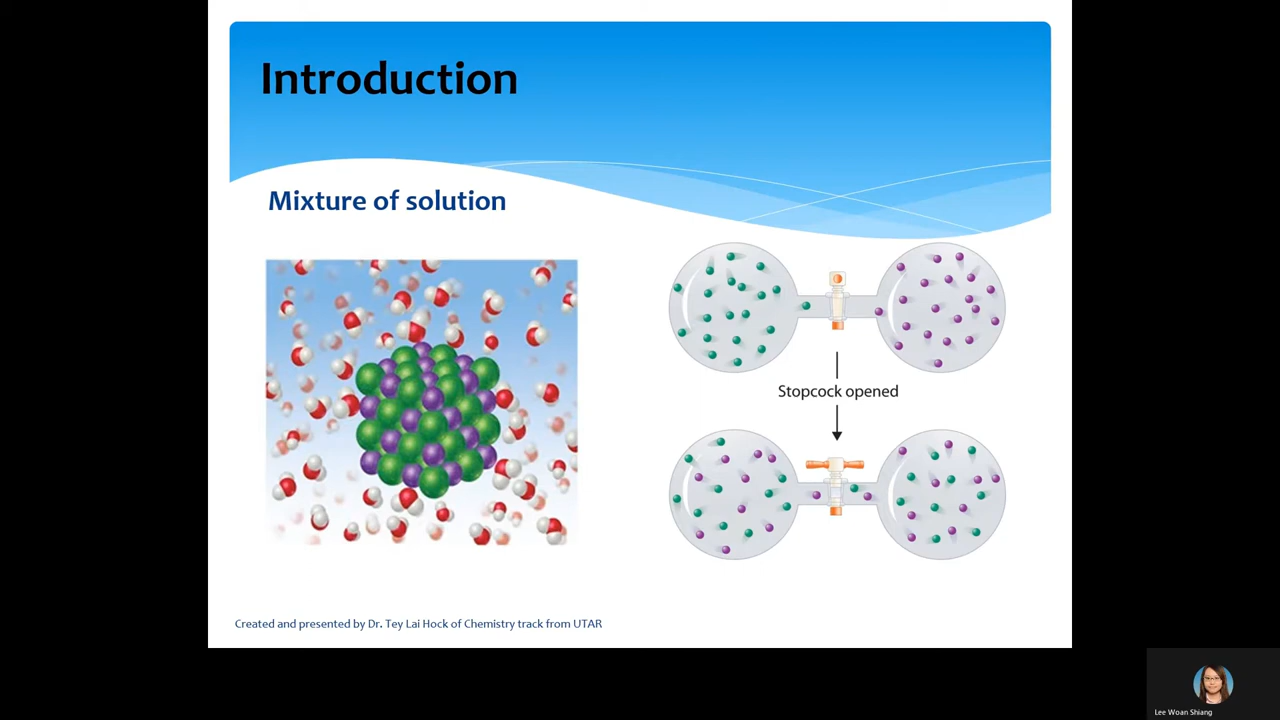 Introduction
Mixture of solution
Stopcock opened
Created and presented by Dr. Tey Lai Hock of Chemistry track from UTAR
Lee Woan Shiang